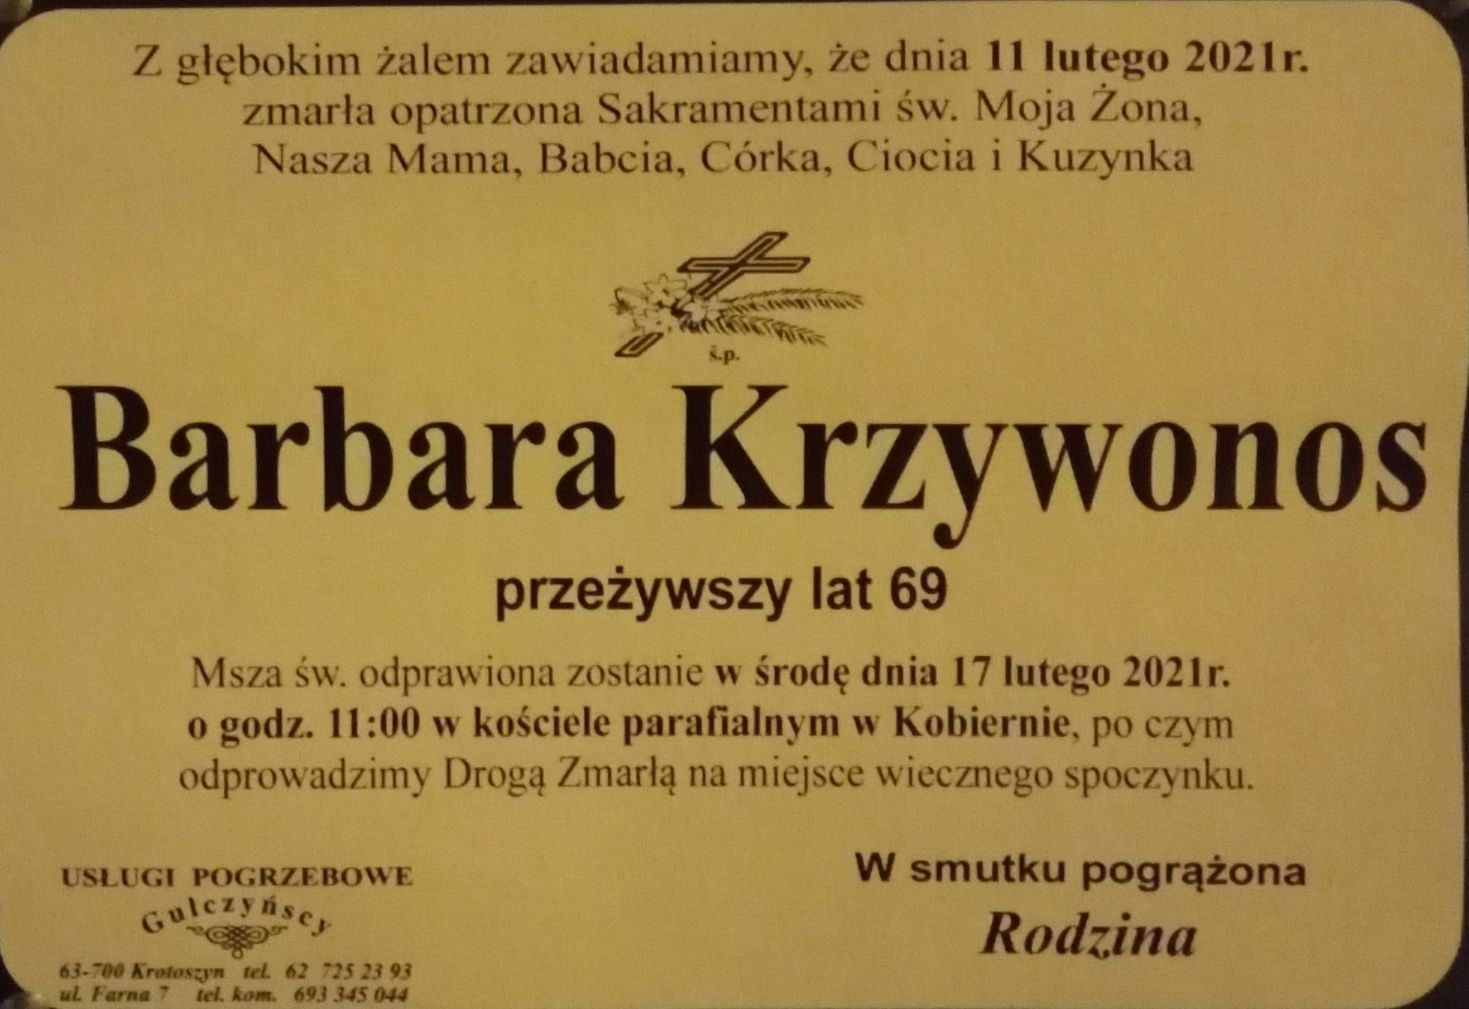 Z głębokim żalem zawiadamiamy, że dnia 11 lutego 2021r.
zmarła opatrzona Sakramentami św. Moja Żona,
Nasza Mama, Babcia, Córka, Ciocia i Kuzynka
ś.p.
Barbara Krzywonos
przeżywszy lat 69
Msza św. odprawiona zostanie w środę dnia 17 lutego 2021r.
o godz. 11:00 w kościele parafialnym w Kobiernie, po czym
odprowadzimy Drogą Zmarłą na miejsce wiecznego spoczynku.
W smutku pogrążona
Rodzina
USŁUGI POGRZEBOWE
Gulczyńscy
63-700 Krotoszyn tel. 62 725 23 93
ul. Farna 7 tel. kom. 693 345 044